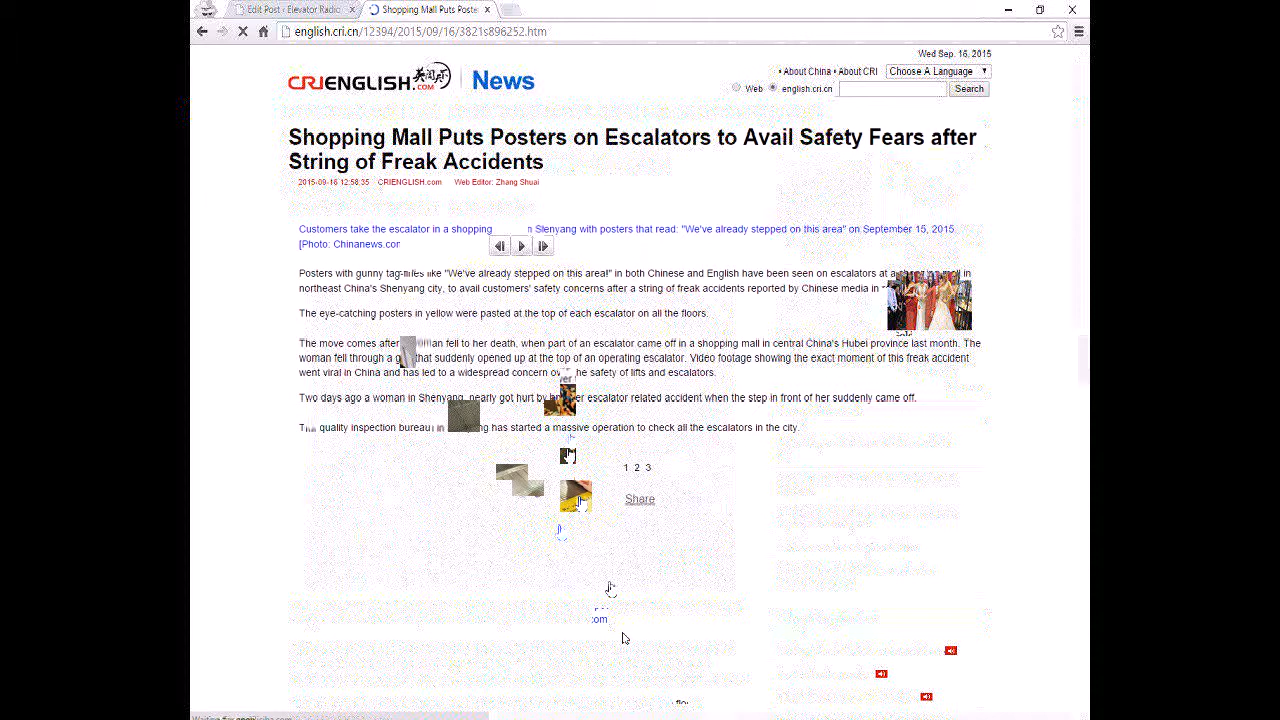 Edit Post ‹ Elevator Radio
Shopping Mall Puts Poste
english.cri.cn/12394/2015/09/16/3821s896252.htm
Wed Sep. 16, 2015
CRIENGLISH.COM 英闻天下 News
• About China • About CRI Choose A Language
Web english.cri.cn Search
Shopping Mall Puts Posters on Escalators to Avail Safety Fears after
String of Freak Accidents
2015-09-16 12:58:35 CRIENGLISH.com Web Editor: Zhang Shuai
Customers take the escalator in a shopping Shenyang with posters that read: "We've already stepped on this area" on September 15, 2015.
[Photo: Chinanews.com
Posters with gunny tag-lines like "We've already stepped on this area!" in both Chinese and English have been seen on escalators at a in
northeast China's Shenyang city, to avail customers' safety concerns after a string of freak accidents reported by Chinese media in
The eye-catching posters in yellow were pasted at the top of each escalator on all the floors.
The move comes after fell to her death, when part of an escalator came off in a shopping mall in central China's Hubei province last month. The
woman fell through a that suddenly opened up at the top of an operating escalator. Video footage showing the exact moment of this freak accident
went viral in China and has led to a widespread concern over the safety of lifts and escalators.
Two days ago a woman in Shenyang, nearly got hurt by escalator related accident when the step in front of her suddenly came off.
The quality inspection bureau in has started a massive operation to check all the escalators in the city.
1 2 3
Share
com